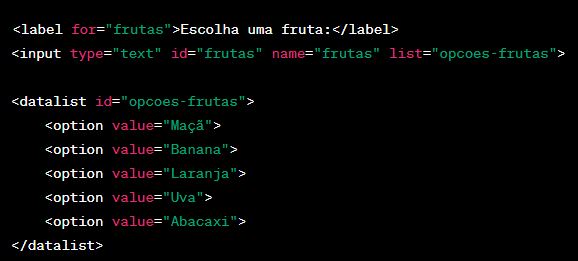 <label for="frutas">Escolha uma fruta:</label>
<input type="text" id="frutas" name="frutas" list="opcoes-frutas">
<datalist id="opcoes-frutas">
<option value="Maçã">
<option value="Banana">
<option value="Laranja">
<option value="Uva">
<option value="Abacaxi">
</datalist>